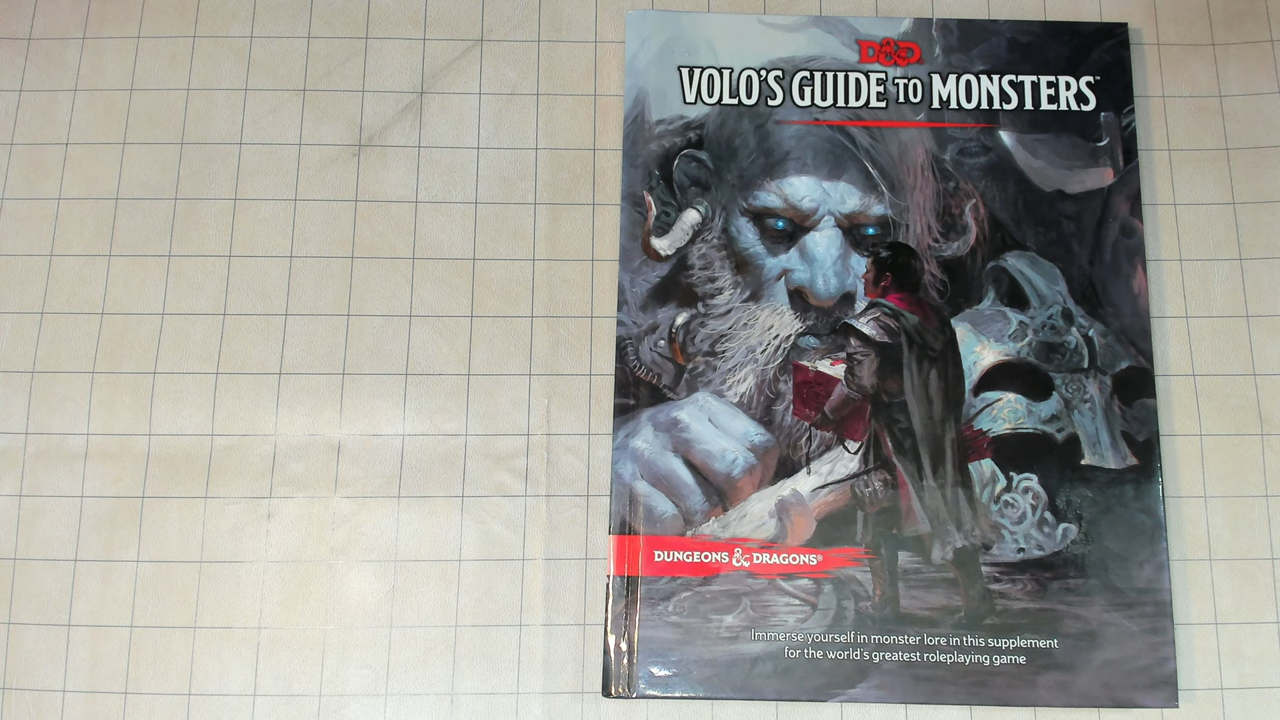 D&D
VOLO'S GUIDE TO MONSTERS™
DUNGEONS & DRAGONS®
Immerse yourself in monster lore in this supplement
for the world's greatest roleplaying game